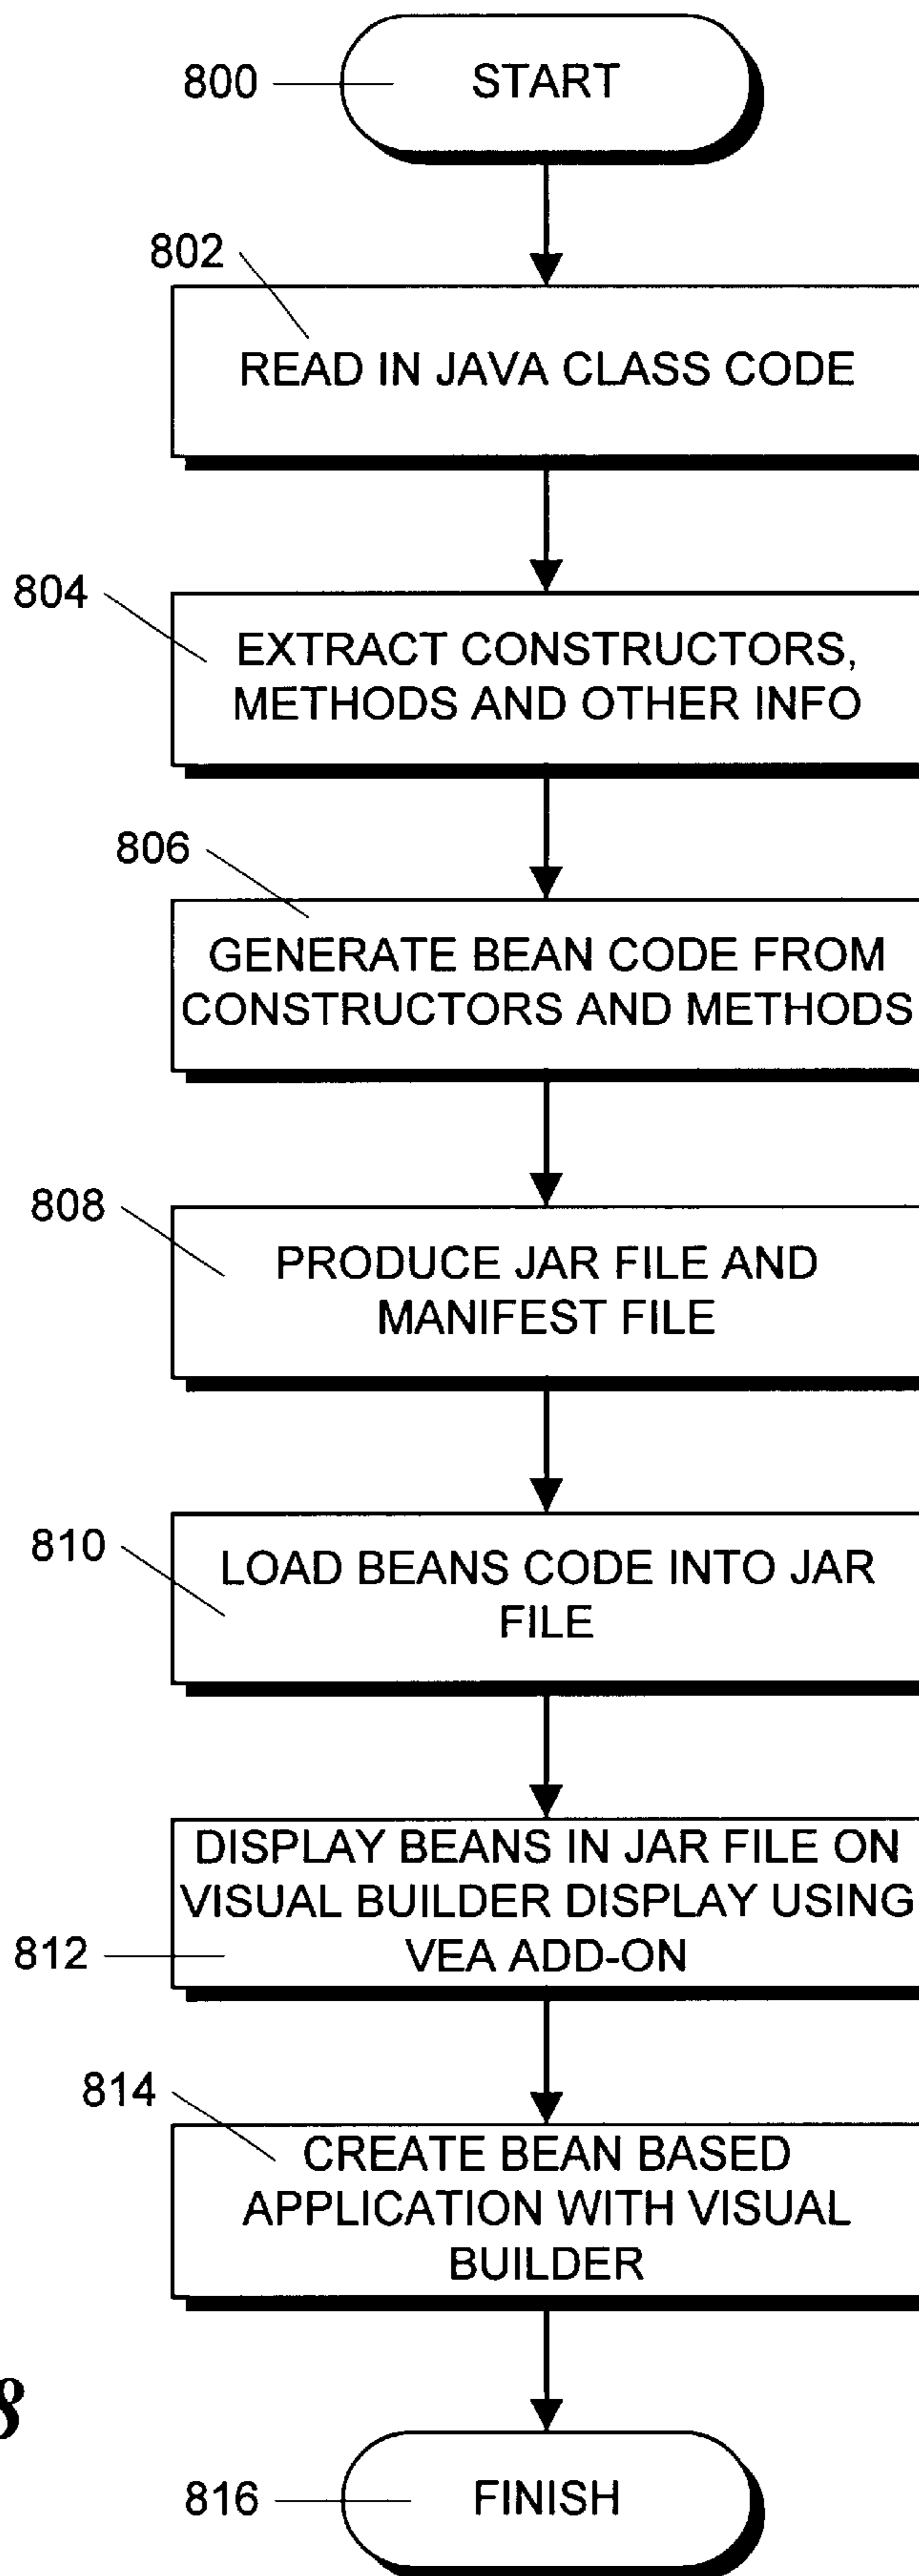 800
START
802
READ IN JAVA CLASS CODE
804
EXTRACT CONSTRUCTORS,
METHODS AND OTHER INFO
806
GENERATE BEAN CODE FROM
CONSTRUCTORS AND METHODS
808
PRODUCE JAR FILE AND
MANIFEST FILE
810
LOAD BEANS CODE INTO JAR
FILE
DISPLAY BEANS IN JAR FILE ON
VISUAL BUILDER DISPLAY USING
812
VEA ADD-ON
814
CREATE BEAN BASED
APPLICATION WITH VISUAL
BUILDER
8
816
FINISH